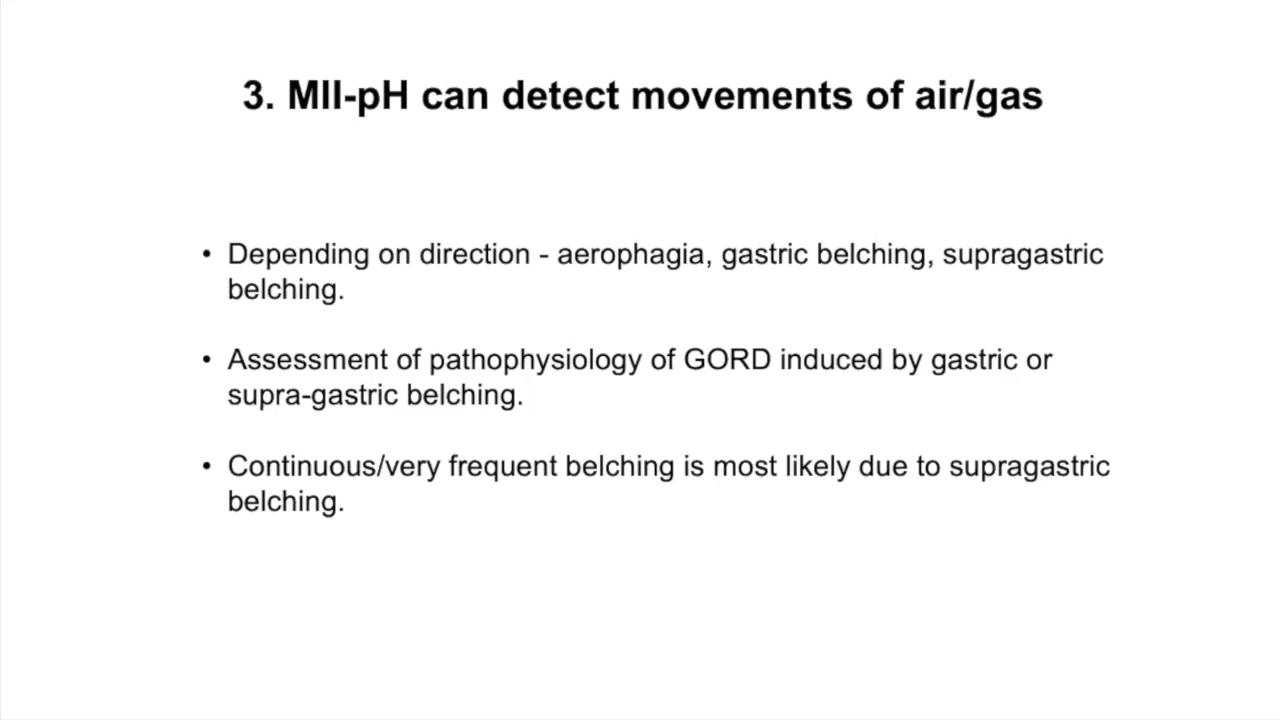 3. MII-pH can detect movements of air/gas
• Depending on direction - aerophagia, gastric belching, supragastric
belching.
• Assessment of pathophysiology of GORD induced by gastric or
supra-gastric belching.
• Continuous/very frequent belching is most likely due to supragastric
belching.